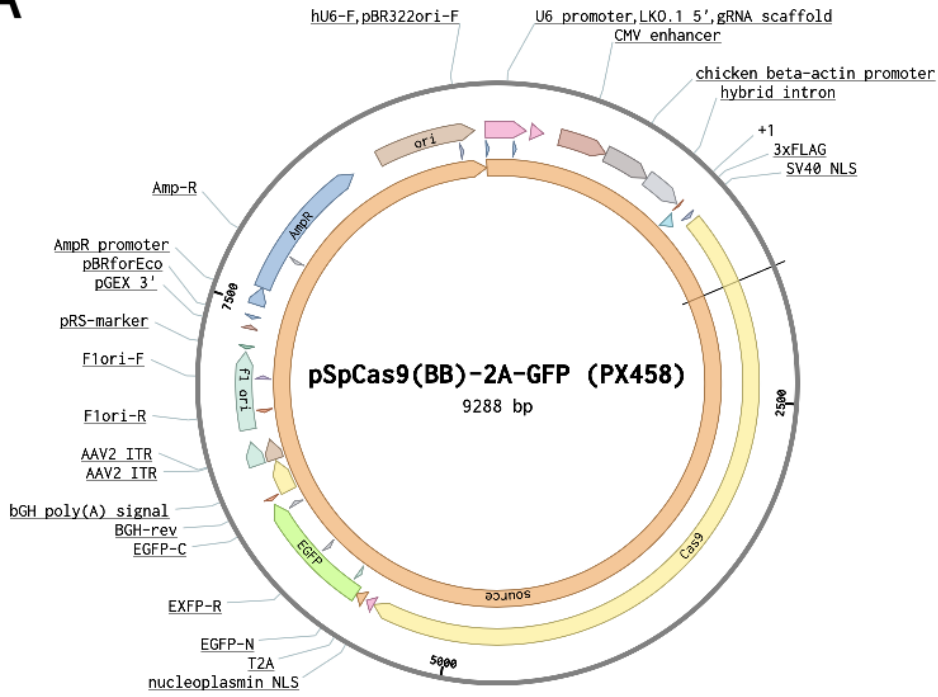 A
hU6-F,pBR322ori-F
U6 promoter,LKO.1 5′,gRNA scaffold
CMV enhancer
chicken beta-actin promoter
hybrid intron
+1
3xFLAG
SV40 NLS
ori
Amp-R
AmpR
AmpR promoter
pBRforEco
pGEX 3'
7500
pRS-marker
F1ori-F
f1 ori
F1ori-R
pSpCas9(BB)-2A-GFP (PX458)
9288 bp
2500
AAV2 ITR
AAV2 ITR
bGH poly(A) signal
BGH-rev
EGFP-C
EGFP
Cas9
source
EXFP-R
EGFP-N
T2A
nucleoplasmin NLS
5000